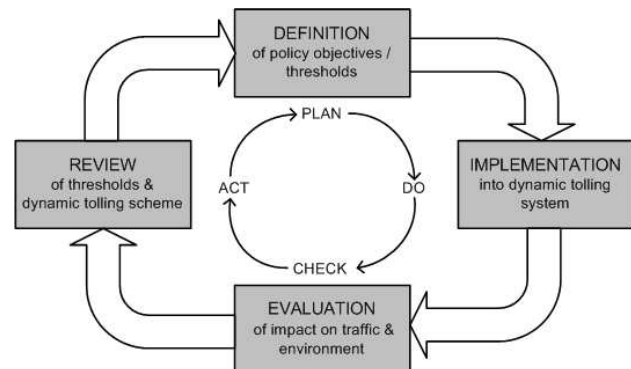 DEFINITION
of policy objectives /
thresholds
PLAN
REVIEW
of thresholds &
dynamic tolling scheme
ACT
DO
IMPLEMENTATION
into dynamic tolling
system
CHECK
EVALUATION
of impact on traffic &
environment